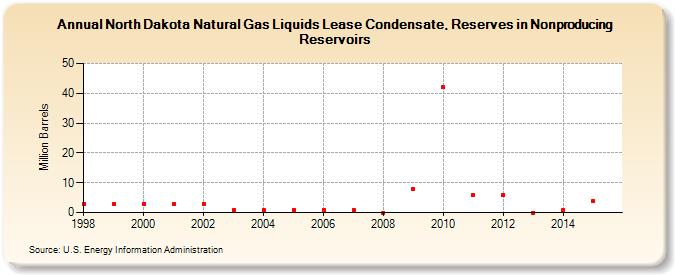 Annual North Dakota Natural Gas Liquids Lease Condensate, Reserves in Nonproducing
Reservoirs
Million Barrels
50
40
30
20
10
0
1998 2000 2002 2004 2006 2008 2010 2012 2014
Source: U.S. Energy Information Administration